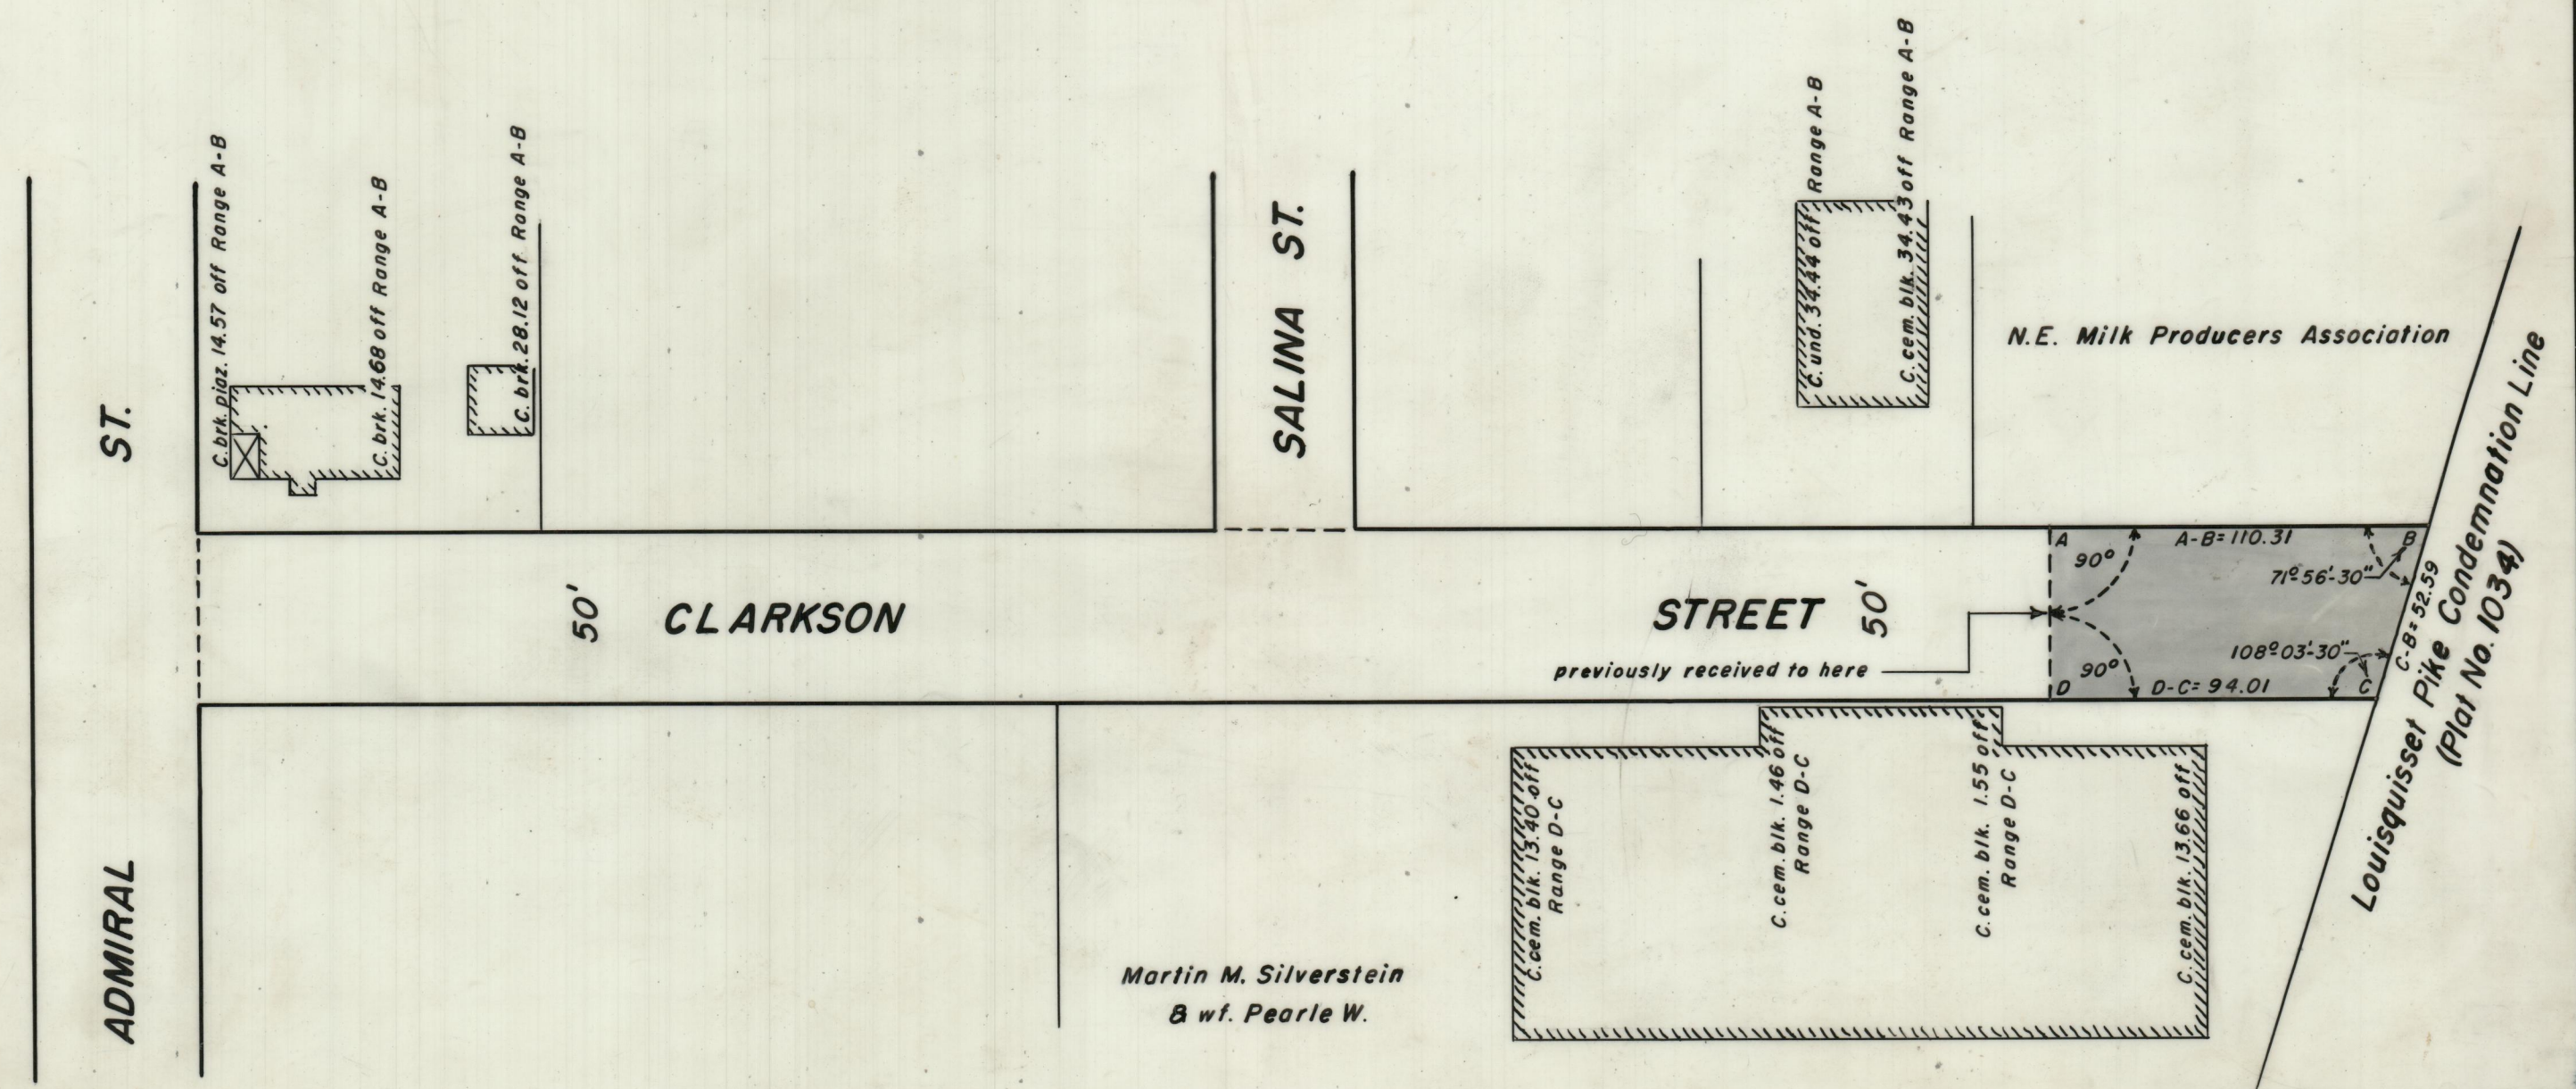 C. brk. piaz. 14.57 off Range A-B
C. brk. 14.68 off Range A-B
C. brk. 28.12 off Range A-B
SALINA ST.
C. und. 34.44 off Range A-B
C. cem. blk. 34.43 off Range A-B
N.E. Milk Producers Association
ADMIRAL ST.
50' CLARKSON STREET 50'
previously received to here
A
A-B= 110.31
B
90°
71°-56'-30"
C-B= 52.59
108°-03'-30"
90°
D
D-C= 94.01
C
Louisquisset Pike Condemnation Line
(Plat No. 1034)
C. cem. blk. 13.40 off
Range D-C
C. cem. blk. 1.46 off
Range D-C
C. cem. blk. 1.55 off
Range D-C
C. cem. blk. 13.66 off
Martin M. Silverstein
& wf. Pearle W.